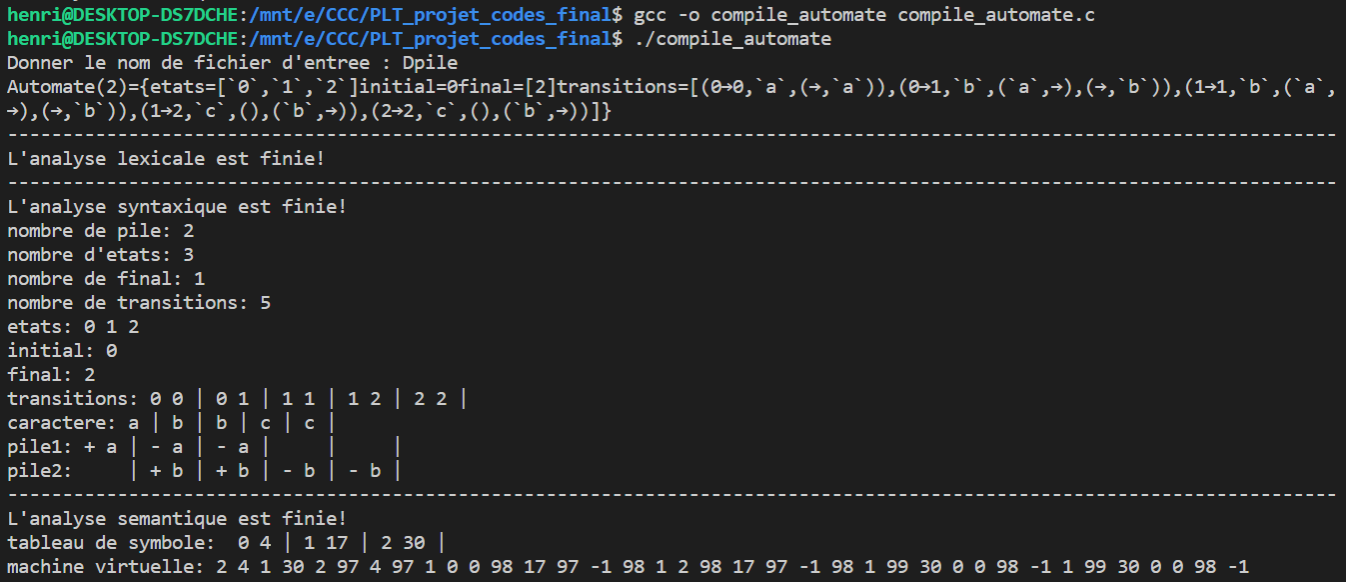 henri@DESKTOP-DS7DCHE:/mnt/e/CCC/PLT_projet_codes_final$ gcc -o compile_automate compile_automate.c
henri@DESKTOP-DS7DCHE:/mnt/e/CCC/PLT_projet_codes_final$ ./compile_automate
Donner le nom de fichier d'entree : Dpile
Automate(2)={etats=[`0`,`1`,`2`]initial=0final=[2]transitions=[(0→0,`a`,(→,`a`)),(0→1,`b`,(`a`,→),(→,`b`)),(1→1,`b`,(`a`,
→),(→,`b`)),(1→2,`c`,(),(`b`,→)),(2→2,`c`,(),(`b`,→))]}
-------------------------------------------------------------------------------------------------------------------------
L'analyse lexicale est finie!
-------------------------------------------------------------------------------------------------------------------------
L'analyse syntaxique est finie!
nombre de pile: 2
nombre d'etats: 3
nombre de final: 1
nombre de transitions: 5
etats: 0 1 2
initial: 0
final: 2
transitions: 0 0 | 0 1 | 1 1 | 1 2 | 2 2 |
caractere: a | b | b | c | c |
pile1: + a | - a | - a |     |     |
pile2:     | + b | + b | - b | - b |
-------------------------------------------------------------------------------------------------------------------------
L'analyse semantique est finie!
tableau de symbole:  0 4 | 1 17 | 2 30 |
machine virtuelle: 2 4 1 30 2 97 4 97 1 0 0 98 17 97 -1 98 1 2 98 17 97 -1 98 1 99 30 0 0 98 -1 1 99 30 0 0 98 -1